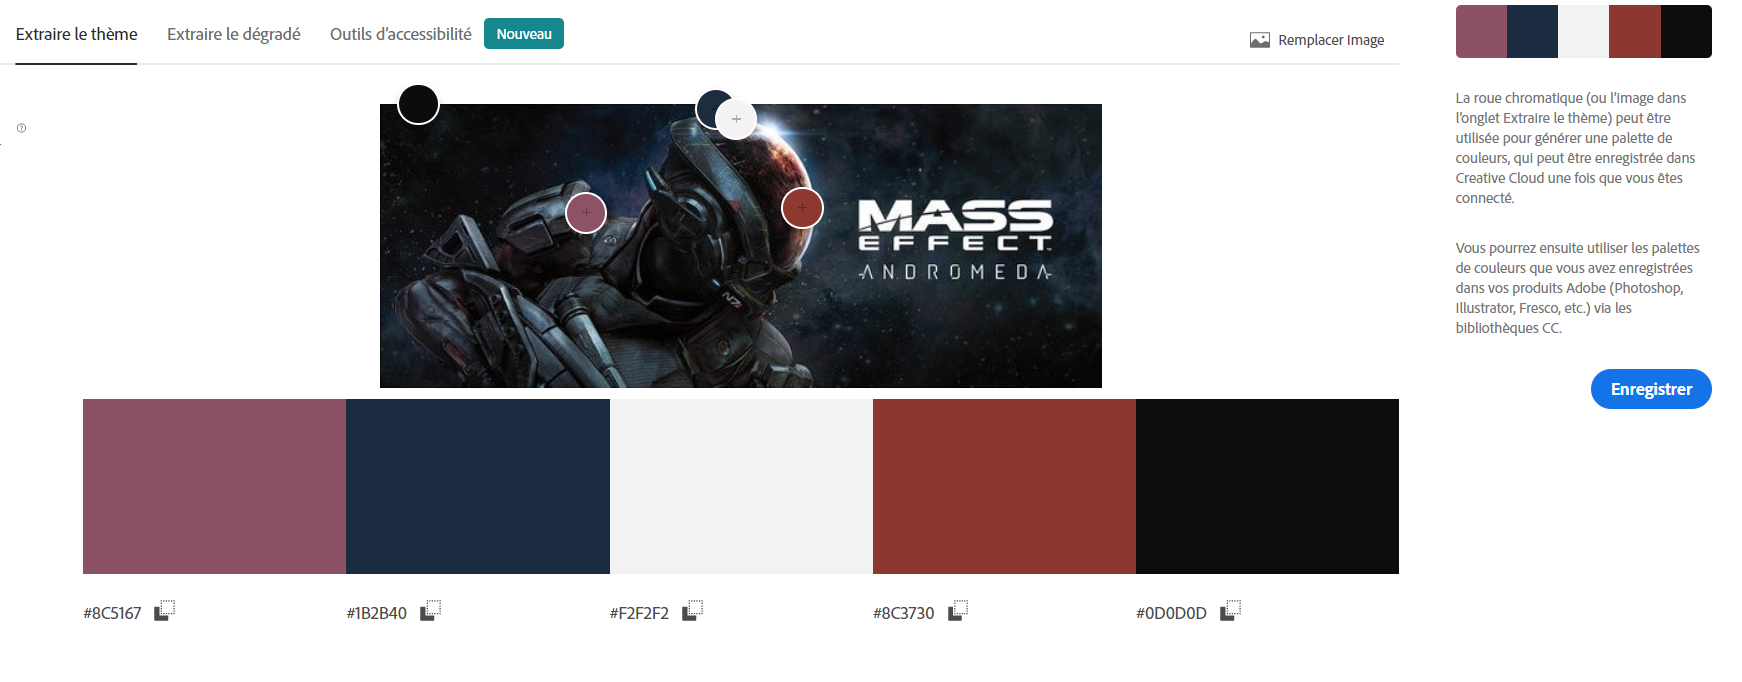 Extraire le thème
Extraire le dégradé
Outils d'accessibilité
Nouveau
Remplacer Image
MASS
EFFECT
ANDROMEDA
N7
#8C5167
#1B2B40
#F2F2F2
#8C3730
#0D0D0D
La roue chromatique (ou l'image dans
l'onglet Extraire le thème) peut être
utilisée pour générer une palette de
couleurs, qui peut être enregistrée dans
Creative Cloud une fois que vous êtes
connecté.
Vous pourrez ensuite utiliser les palettes
de couleurs que vous avez enregistrées
dans vos produits Adobe (Photoshop,
Illustrator, Fresco, etc.) via les
bibliothèques CC.
Enregistrer